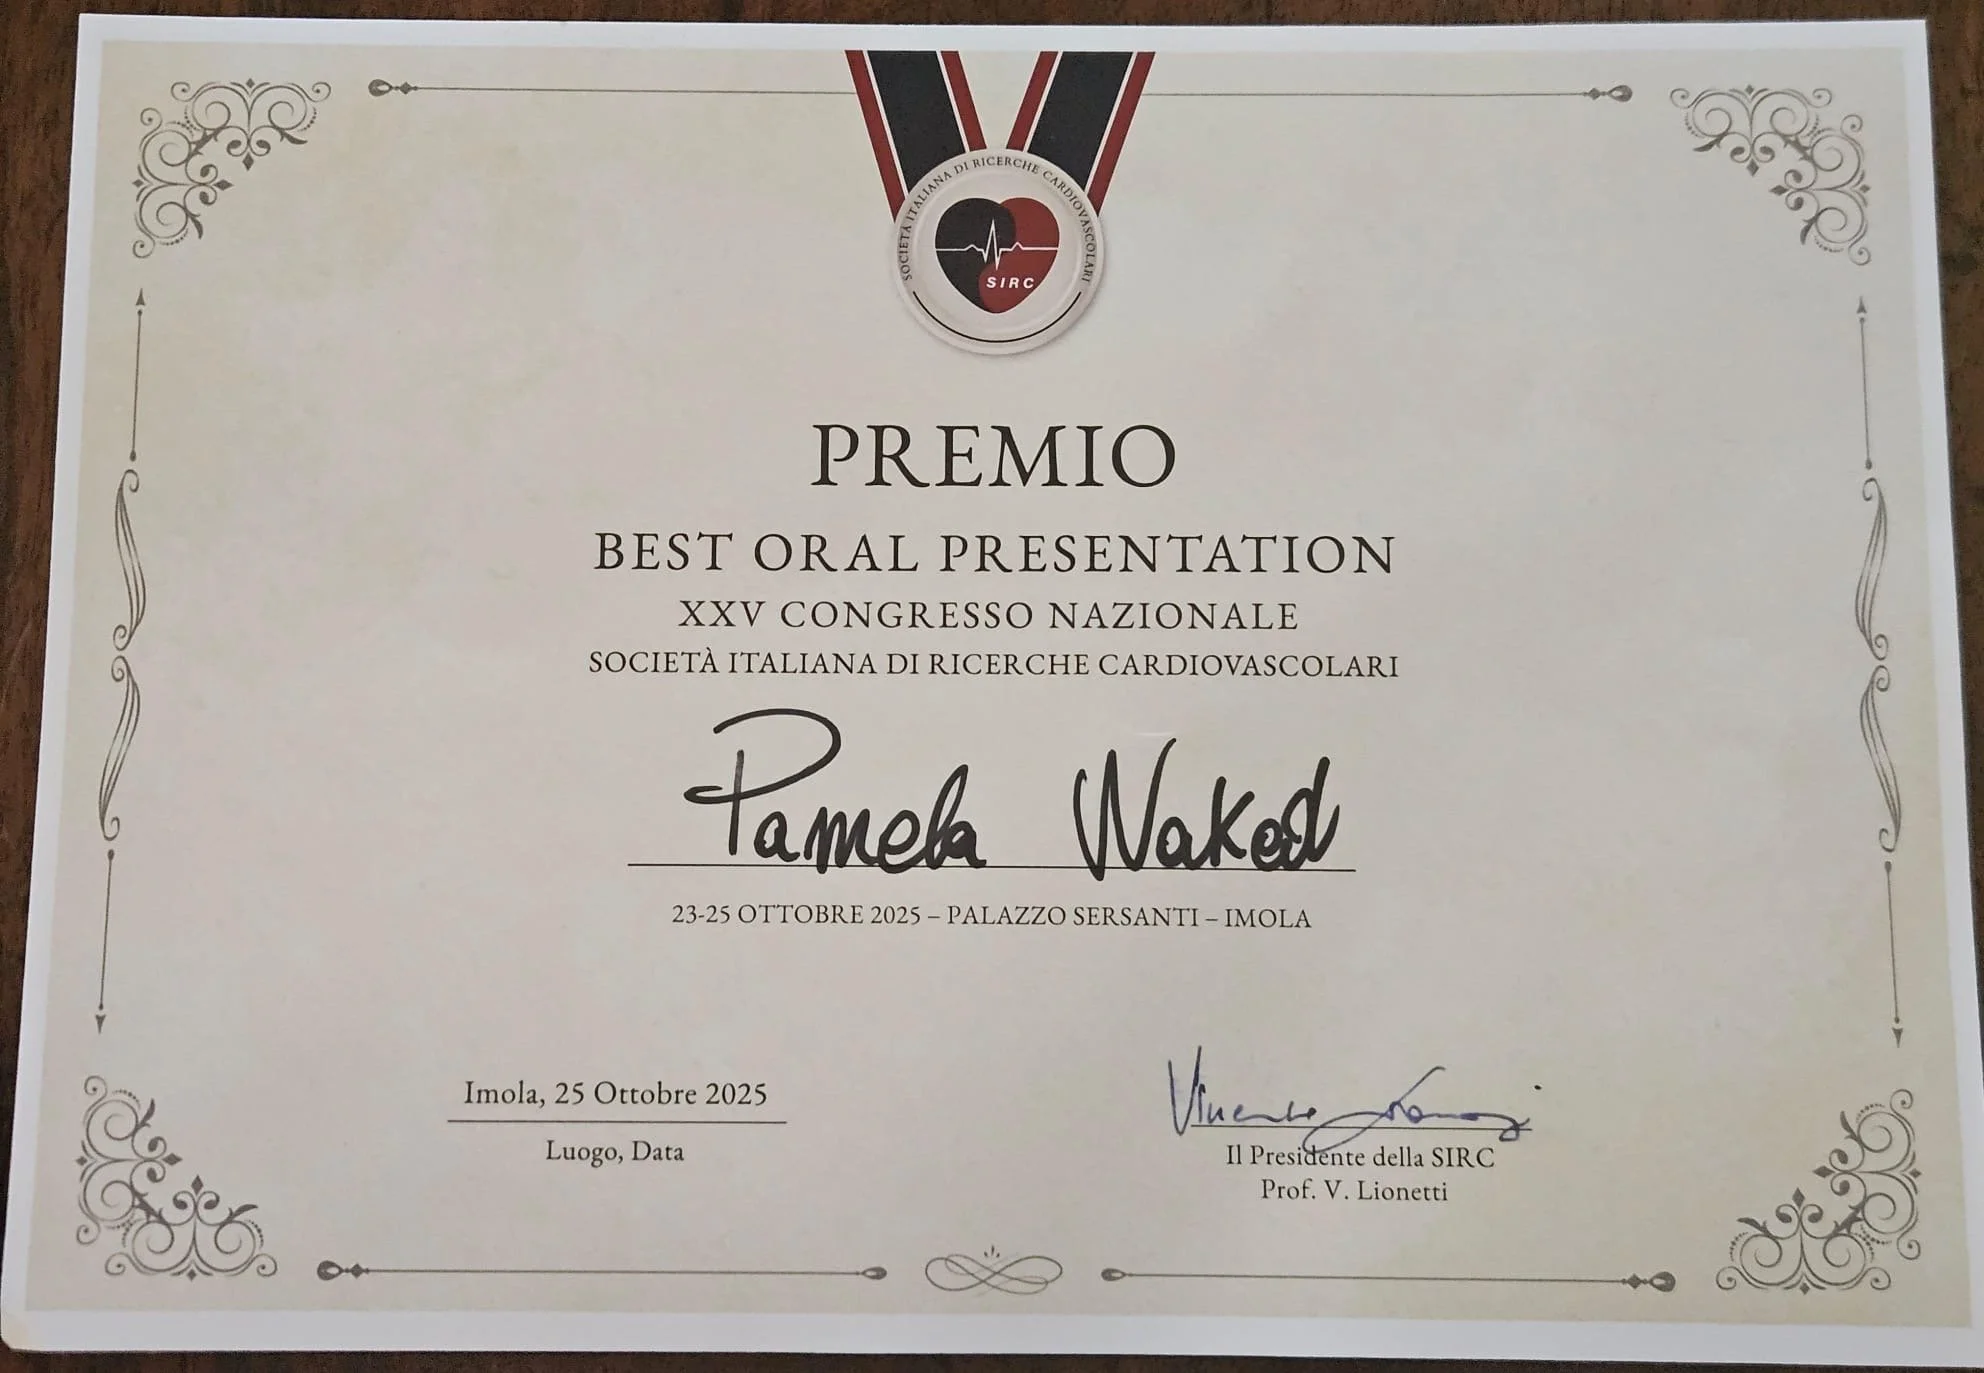 SOCIETÀ ITALIANA DI RICERCHE CARDIOVASCOLARI
SIRC
PREMIO
BEST ORAL PRESENTATION
XXV CONGRESSO NAZIONALE
SOCIETÀ ITALIANA DI RICERCHE CARDIOVASCOLARI
Pamela Waked
23-25 OTTOBRE 2025 – PALAZZO SERSANTI – IMOLA
Imola, 25 Ottobre 2025
Luogo, Data
Il Presidente della SIRC
Prof. V. Lionetti